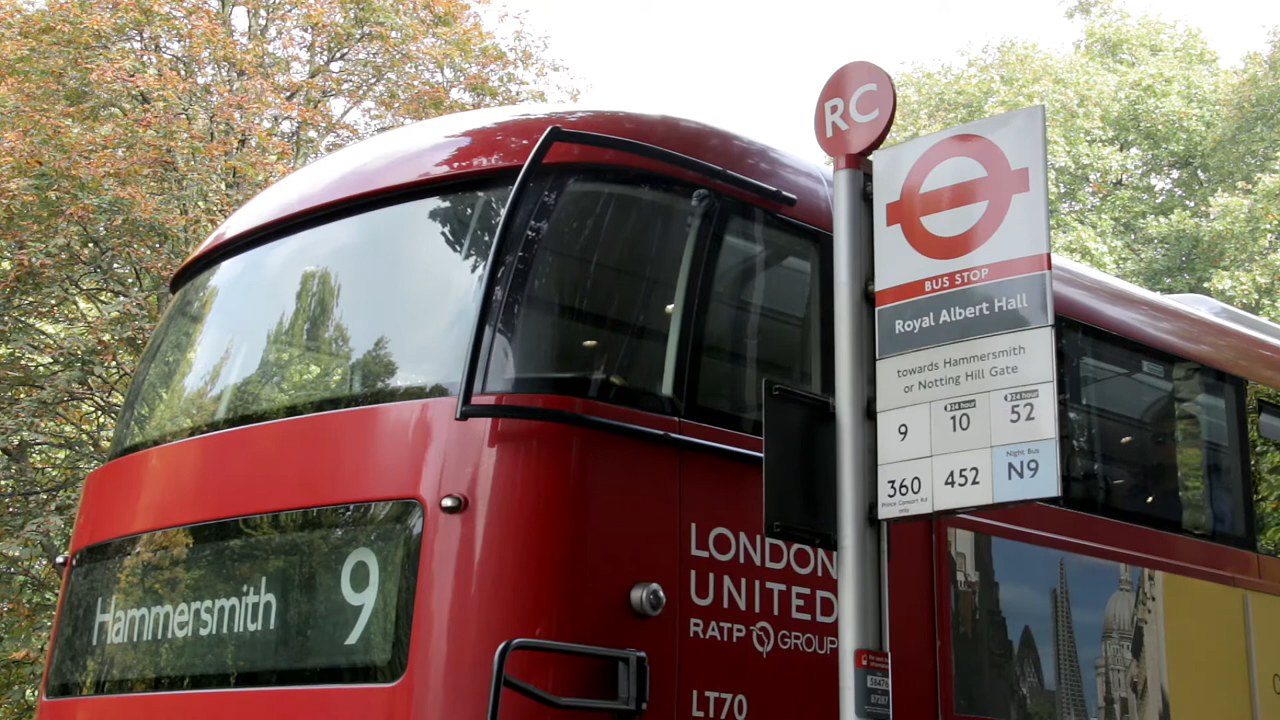 RC
BUS STOP
Royal Albert Hall
towards Hammersmith
or Notting Hill Gate
24 hour
24 hour
9
10
52
Night Bus
360
452
N9
Prince Consort Rd
only
Hammersmith
9
LONDON
UNITED
RATP GROUP
LT70